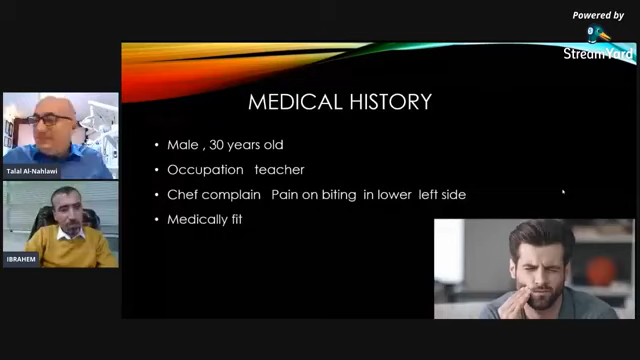 Powered by
StreamYard
MEDICAL HISTORY
• Male , 30 years old
• Occupation teacher
• Chef complain Pain on biting in lower left side
• Medically fit
Talal Al-Nahlawi
IBRAHEM